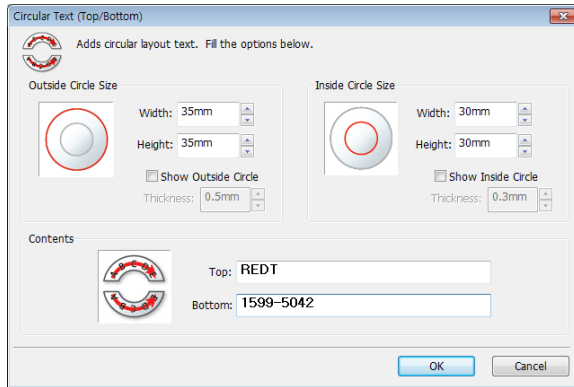 Circular Text (Top/Bottom)
Adds circular layout text. Fill the options below.
Outside Circle Size
Width: 35mm
Height: 35mm
Show Outside Circle
Thickness: 0.5mm
Inside Circle Size
Width: 30mm
Height: 30mm
Show Inside Circle
Thickness: 0.3mm
Contents
Top: REDT
Bottom: 1599-5042
OK Cancel